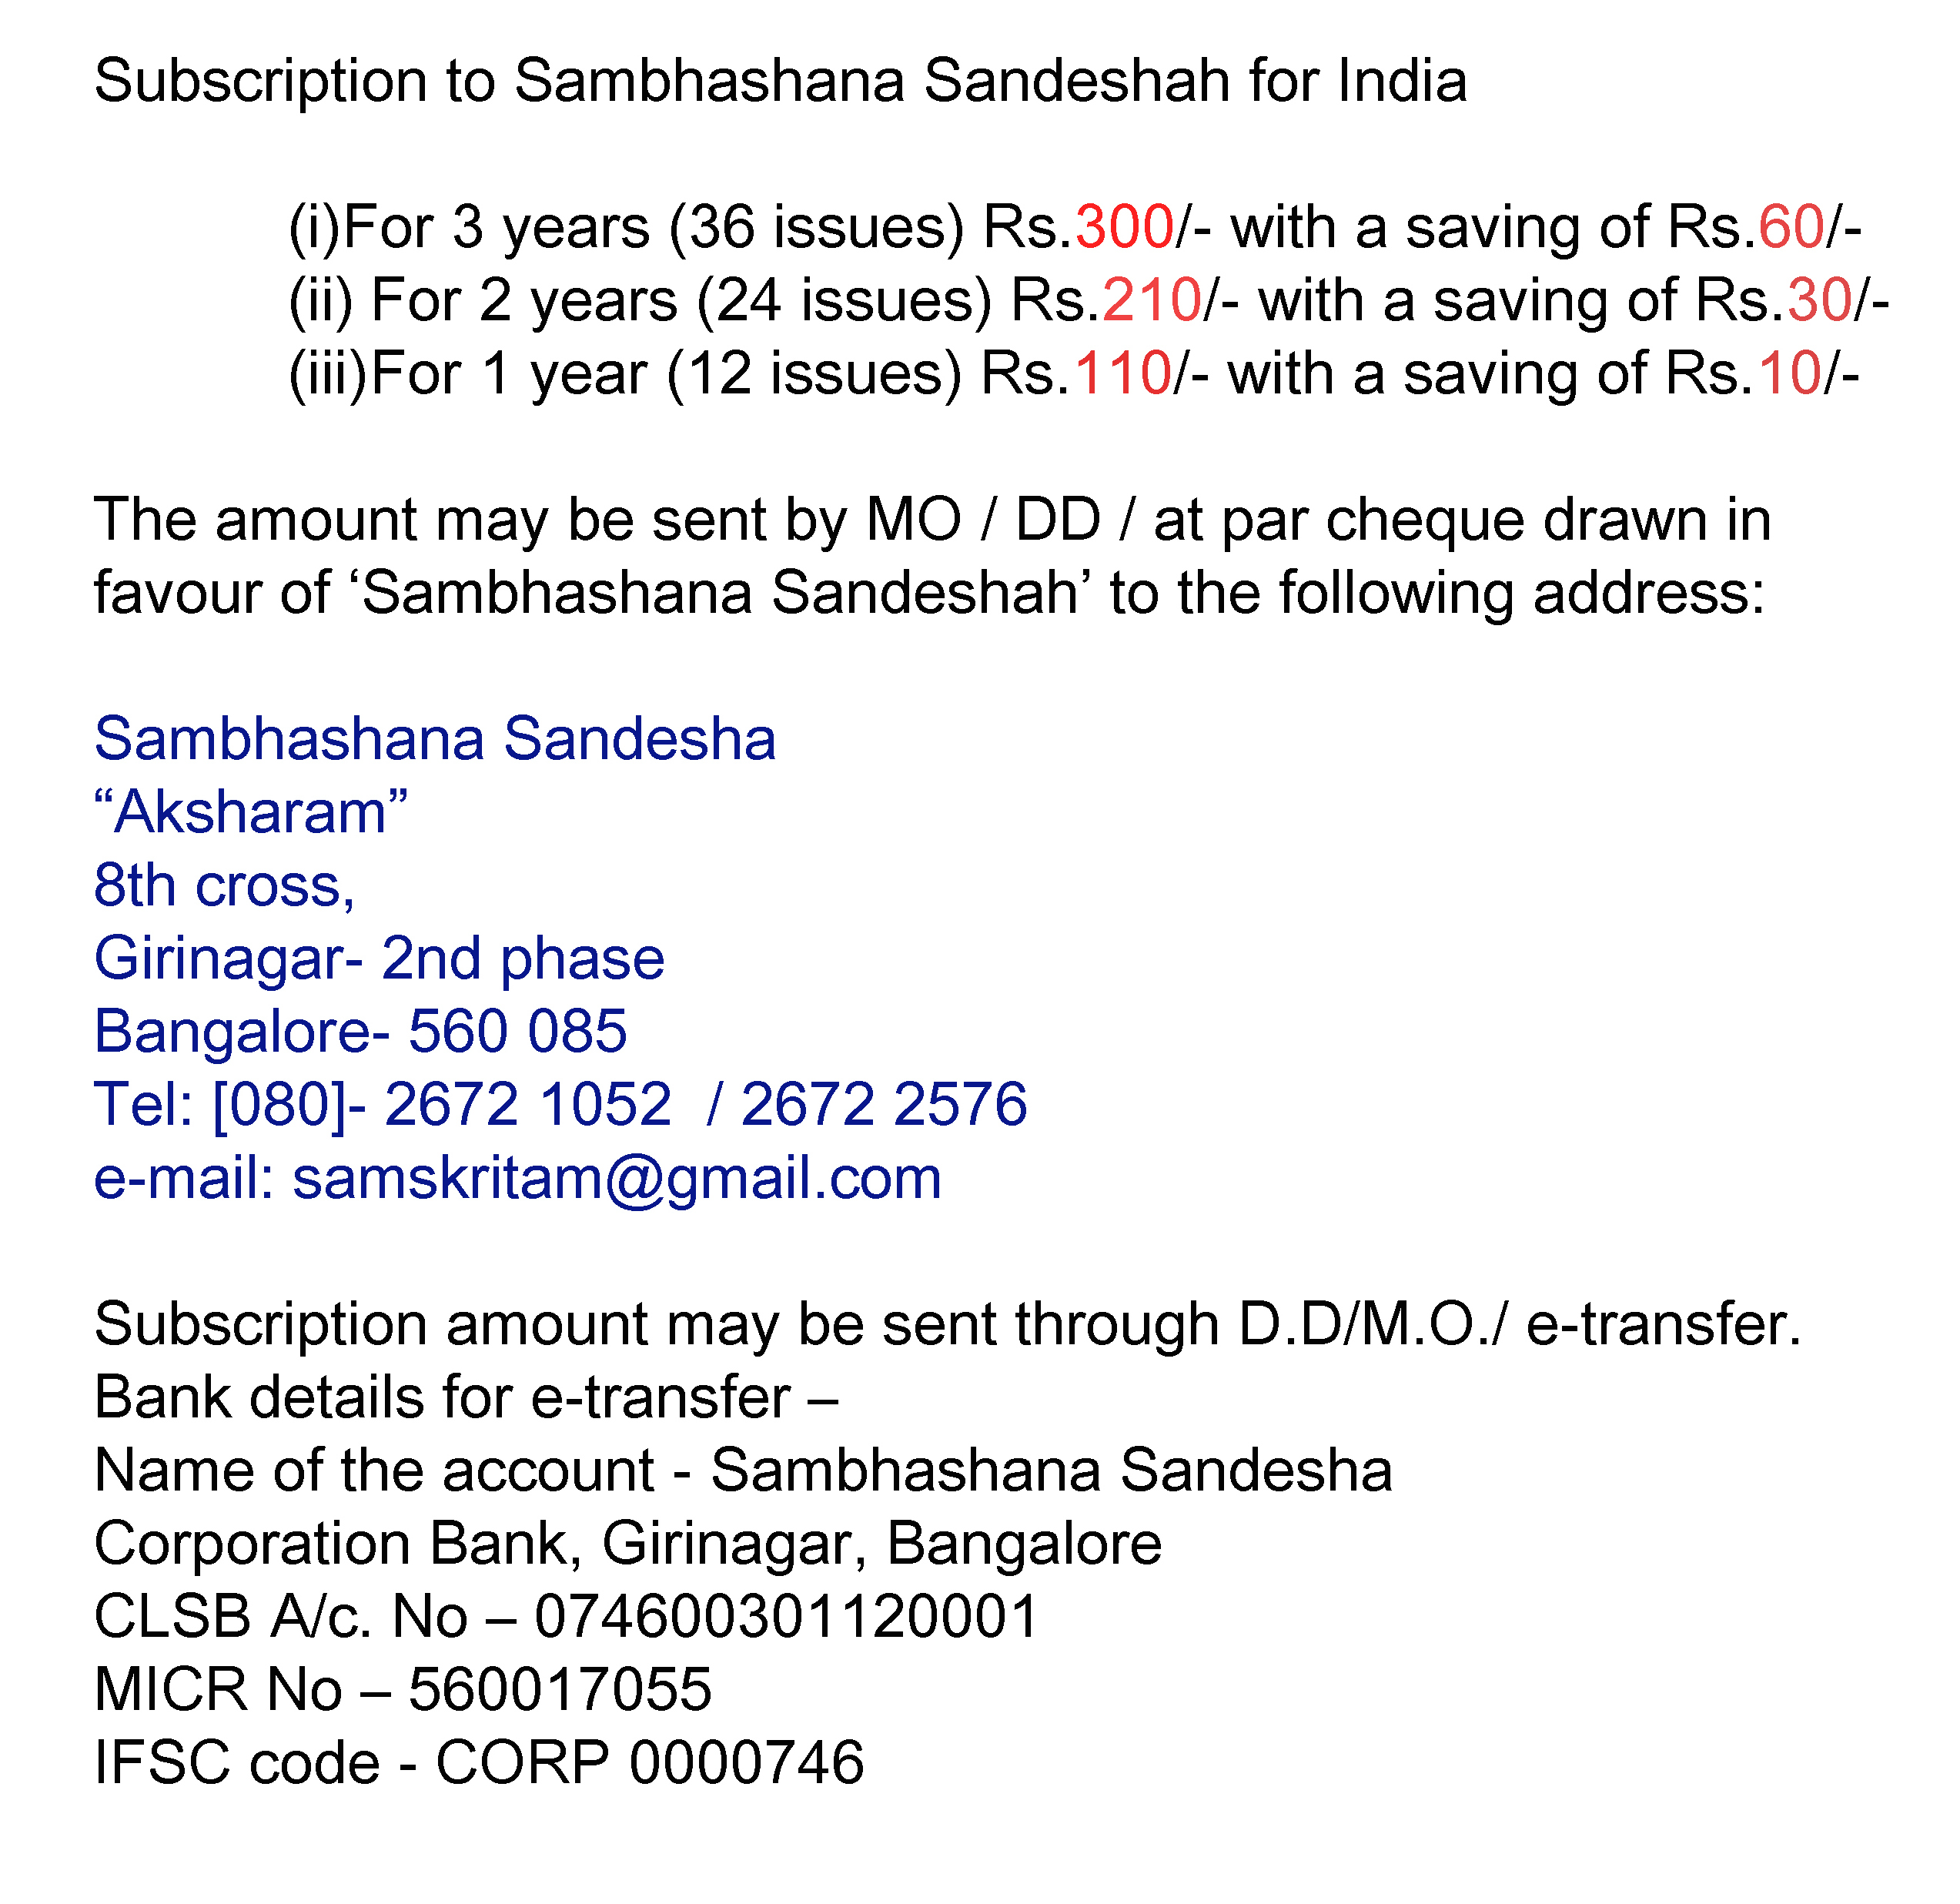 Subscription to Sambhashana Sandeshah for India
(i)For 3 years (36 issues) Rs.300/- with a saving of Rs.60/-
(ii) For 2 years (24 issues) Rs.210/- with a saving of Rs.30/-
(iii)For 1 year (12 issues) Rs.110/- with a saving of Rs.10/-
The amount may be sent by MO / DD / at par cheque drawn in
favour of ‘Sambhashana Sandeshah’ to the following address:
Sambhashana Sandesha
“Aksharam”
8th cross,
Girinagar- 2nd phase
Bangalore- 560 085
Tel: [080]- 2672 1052 / 2672 2576
e-mail: samskritam@gmail.com
Subscription amount may be sent through D.D/M.O./ e-transfer.
Bank details for e-transfer –
Name of the account - Sambhashana Sandesha
Corporation Bank, Girinagar, Bangalore
CLSB A/c. No – 074600301120001
MICR No – 560017055
IFSC code - CORP 0000746